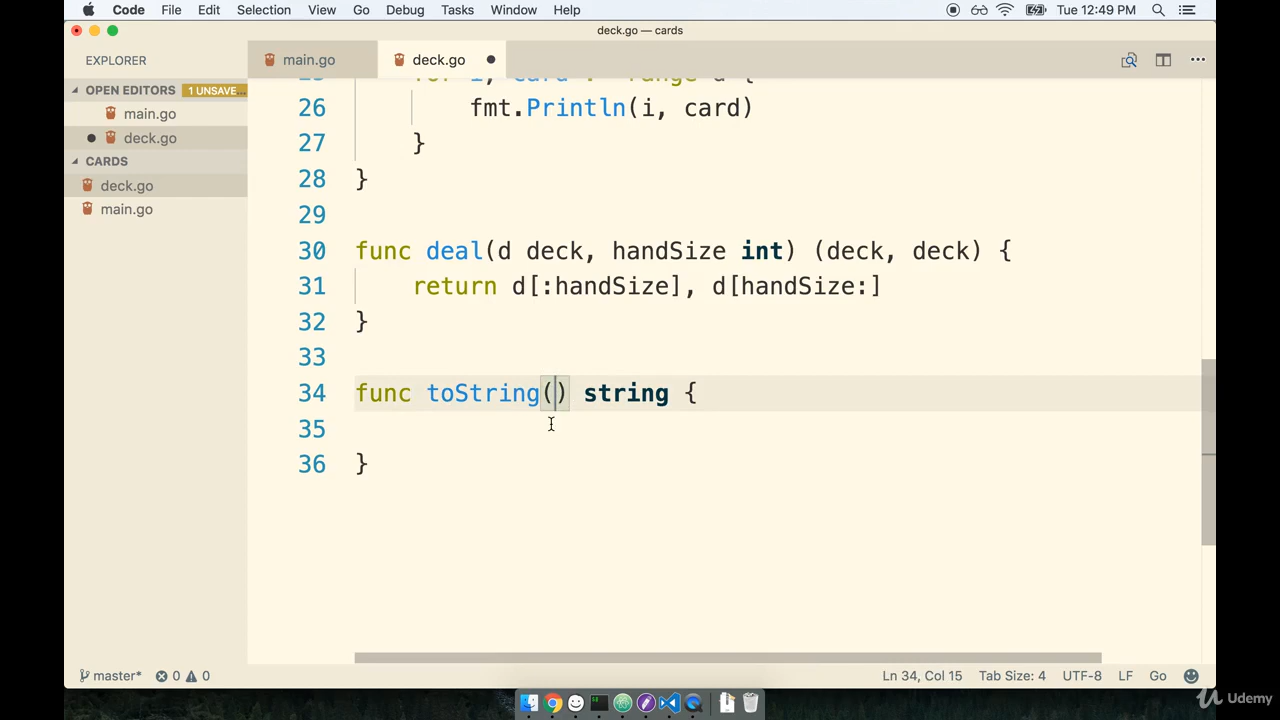 Code File Edit Selection View Go Debug Tasks Window Help Tue 12:49 PM
deck.go — cards
EXPLORER
main.go
deck.go
OPEN EDITORS 1 UNSAVE...
main.go
deck.go
CARDS
deck.go
main.go
26 fmt.Println(i, card)
27 }
28 }
29
30 func deal(d deck, handSize int) (deck, deck) {
31 return d[:handSize], d[handSize:]
32 }
33
34 func toString() string {
35
36 }
master* 0 0 Ln 34, Col 15 Tab Size: 4 UTF-8 LF Go
Udemy